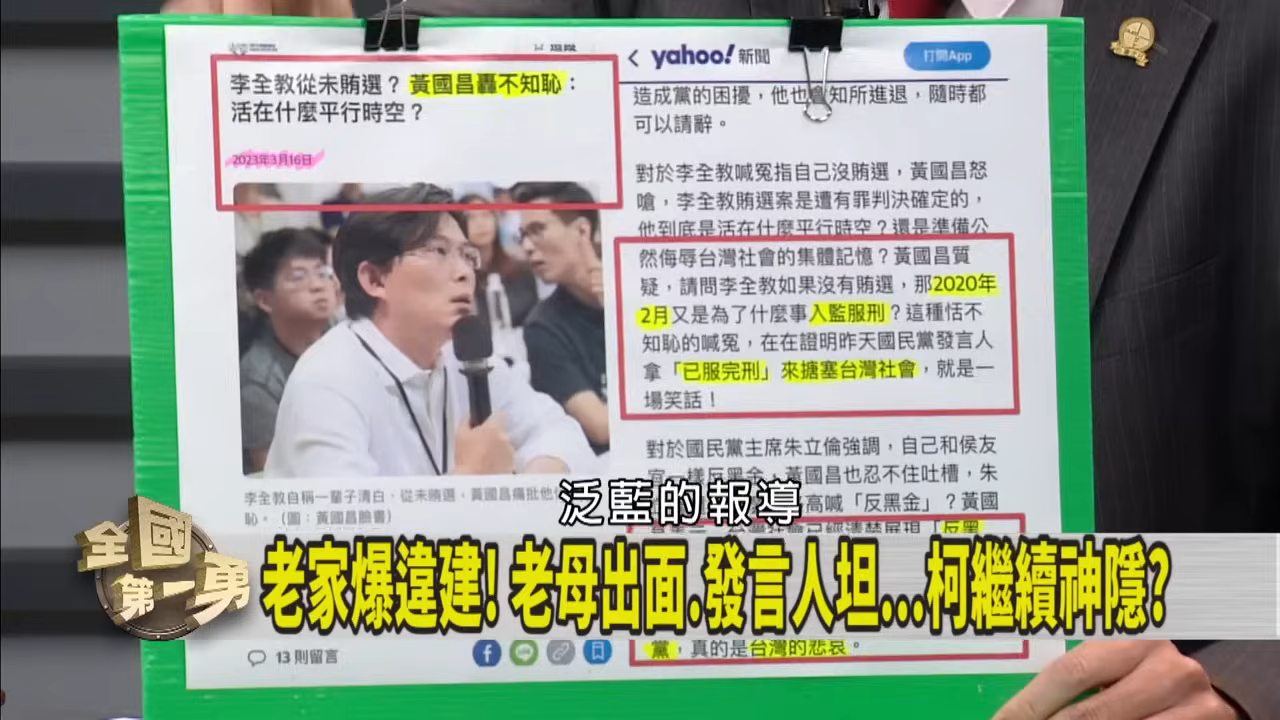 李全教從未賄選？黃國昌轟不知恥：
活在什麼平行時空？
2023年3月16日
李全教自稱一輩子清白，從未賄選，黃國昌痛批他
恥。（圖：黃國昌臉書）
13 則留言
yahoo! 新聞
打開App
造成黨的困擾，他也會知所進退，隨時都
可以請辭。
對於李全教喊冤指自己沒賄選，黃國昌怒
嗆，李全教賄選案是遭有罪判決確定的，
他到底是活在什麼平行時空？還是準備公
然侮辱台灣社會的集體記憶？黃國昌質
疑，請問李全教如果沒有賄選，那2020年
2月又是為了什麼事入監服刑？這種恬不
知恥的喊冤，在在證明昨天國民黨發言人
拿「已服完刑」來搪塞台灣社會，就是一
場笑話！
對於國民黨主席朱立倫強調，自己和侯友
宜一樣反黑金，黃國昌也忍不住吐槽，朱
高喊「反黑金」？黃國
黨，真的是台灣的悲哀。
泛藍的報導
全國第一勇
老家爆違建! 老母出面.發言人坦...柯繼續神隱?